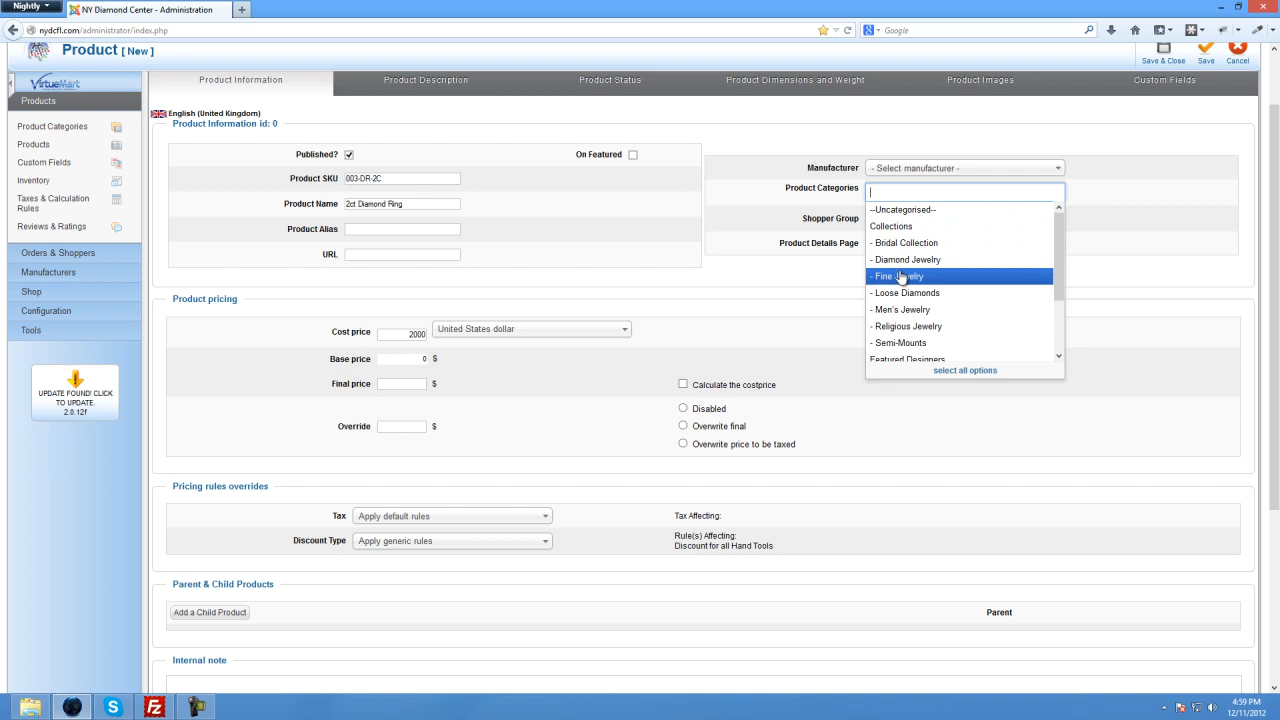 Nightly
NY Diamond Center - Administration
nydcfl.com/administrator/index.php
Google
Product [ New ]
Save & Close
Save
Cancel
VirtueMart
Product Information
Product Description
Product Status
Product Dimensions and Weight
Product Images
Custom Fields
Products
Product Categories
Products
Custom Fields
Inventory
Taxes & Calculation
Rules
Reviews & Ratings
Orders & Shoppers
Manufacturers
Shop
Configuration
Tools
UPDATE FOUND! CLICK
TO UPDATE.
2.0.12f
English (United Kingdom)
Product Information id: 0
Published?
On Featured
Product SKU 003-DR-2C
Product Name 2ct Diamond Ring
Product Alias
URL
Manufacturer - Select manufacturer -
Product Categories
Shopper Group
Product Details Page
--Uncategorised--
Collections
- Bridal Collection
- Diamond Jewelry
- Fine Jewelry
- Loose Diamonds
- Men's Jewelry
- Religious Jewelry
- Semi-Mounts
Featured Designers
select all options
Product pricing
Cost price 2000 United States dollar
Base price 0 $
Final price $
Calculate the costprice
Override $
Disabled
Overwrite final
Overwrite price to be taxed
Pricing rules overrides
Tax Apply default rules
Tax Affecting:
Discount Type Apply generic rules
Rule(s) Affecting:
Discount for all Hand Tools
Parent & Child Products
Add a Child Product
Parent
Internal note
4:59 PM
12/11/2012